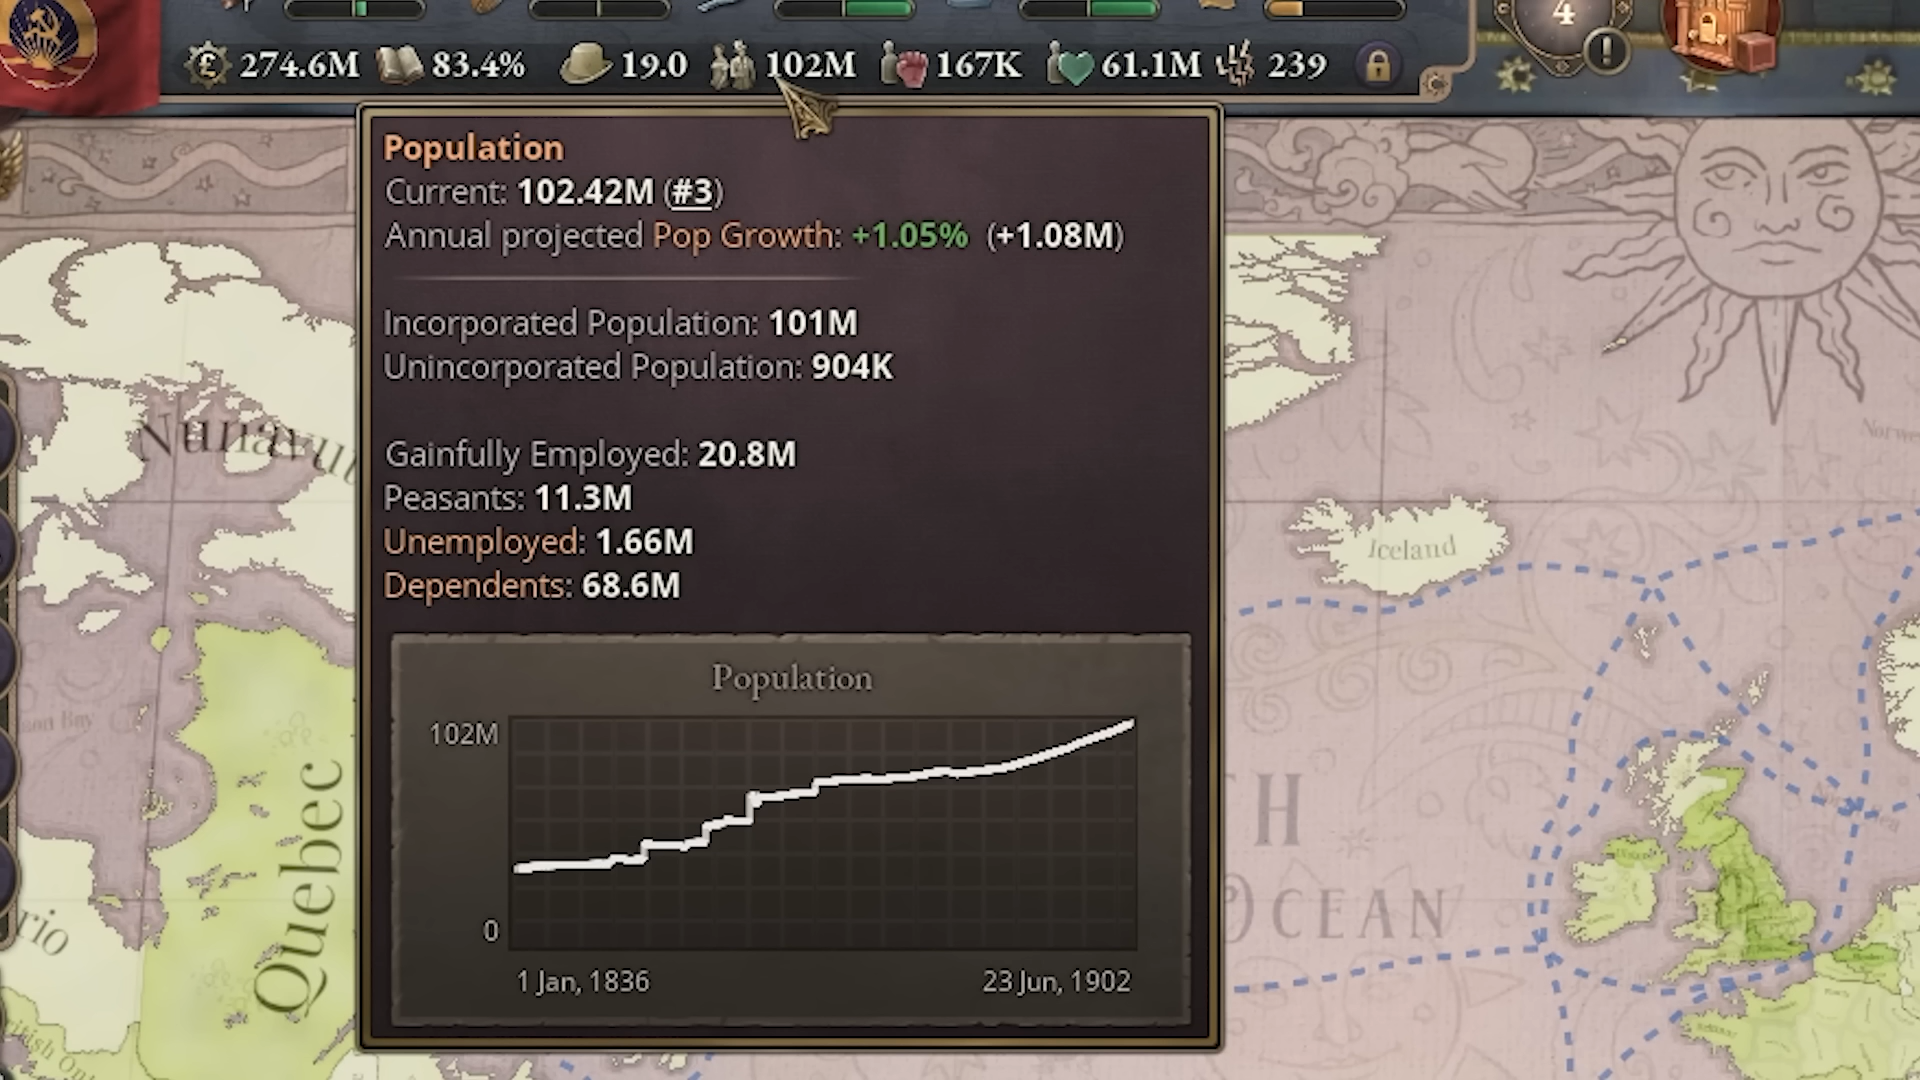 4
274.6M 83.4% 19.0 102M 167K 61.1M 239
Population
Current: 102.42M (#3)
Annual projected Pop Growth: +1.05% (+1.08M)
Incorporated Population: 101M
Unincorporated Population: 904K
Gainfully Employed: 20.8M
Peasants: 11.3M
Unemployed: 1.66M
Dependents: 68.6M
Population
102M
0
1 Jan, 1836 23 Jun, 1902
Iceland
Quebec
OCEAN